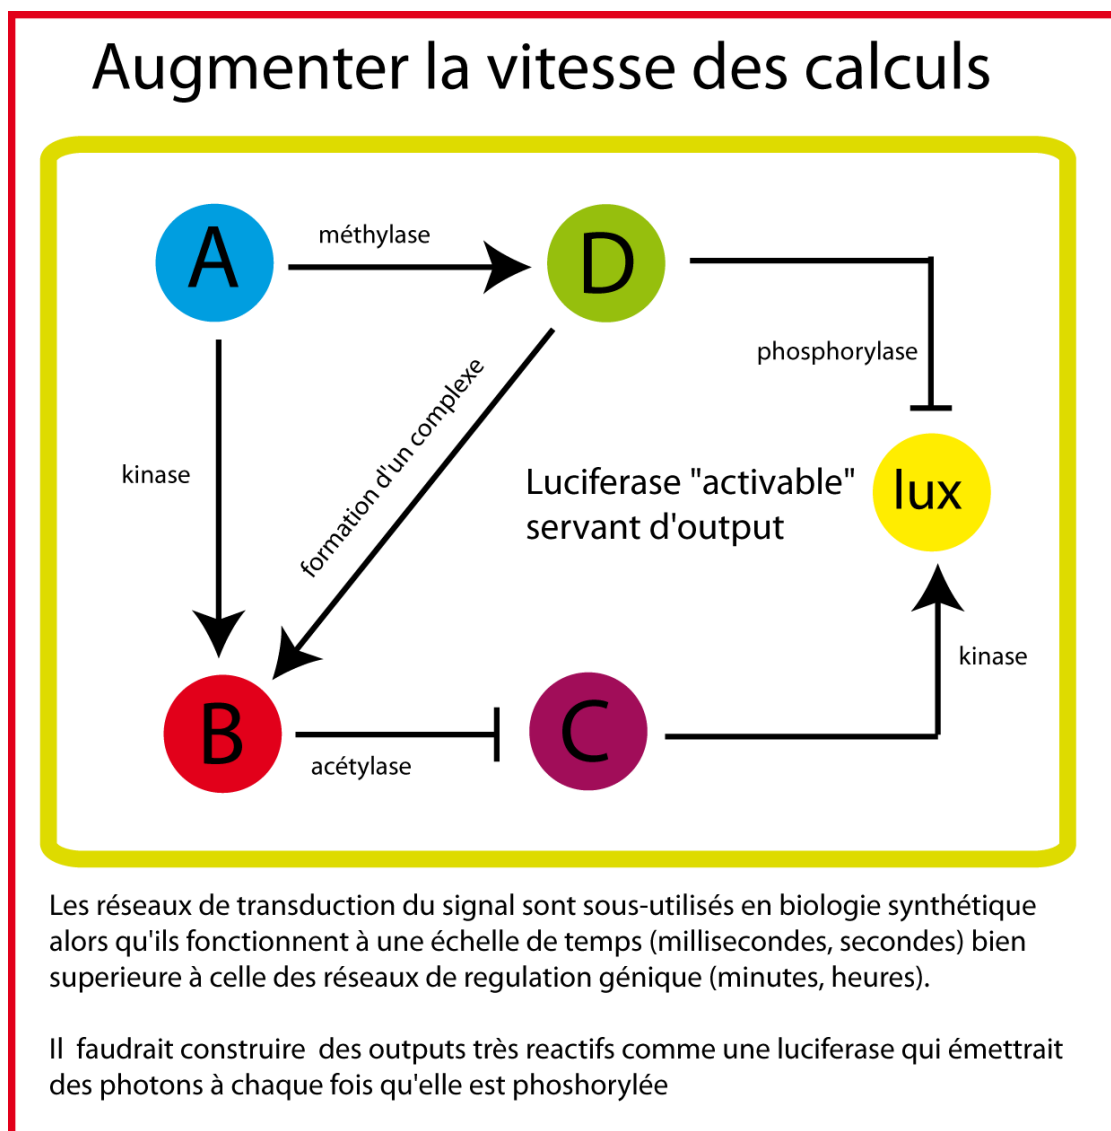 Augmenter la vitesse des calculs
A
méthylase
D
phosphorylase
kinase
formation d'un complexe
Luciferase "activable"
servant d'output
lux
kinase
B
acétylase
C
Les réseaux de transduction du signal sont sous-utilisés en biologie synthétique
alors qu'ils fonctionnent à une échelle de temps (millisecondes, secondes) bien
superieure à celle des réseaux de regulation génique (minutes, heures).
Il faudrait construire des outputs très reactifs comme une luciferase qui émettrait
des photons à chaque fois qu'elle est phoshorylée